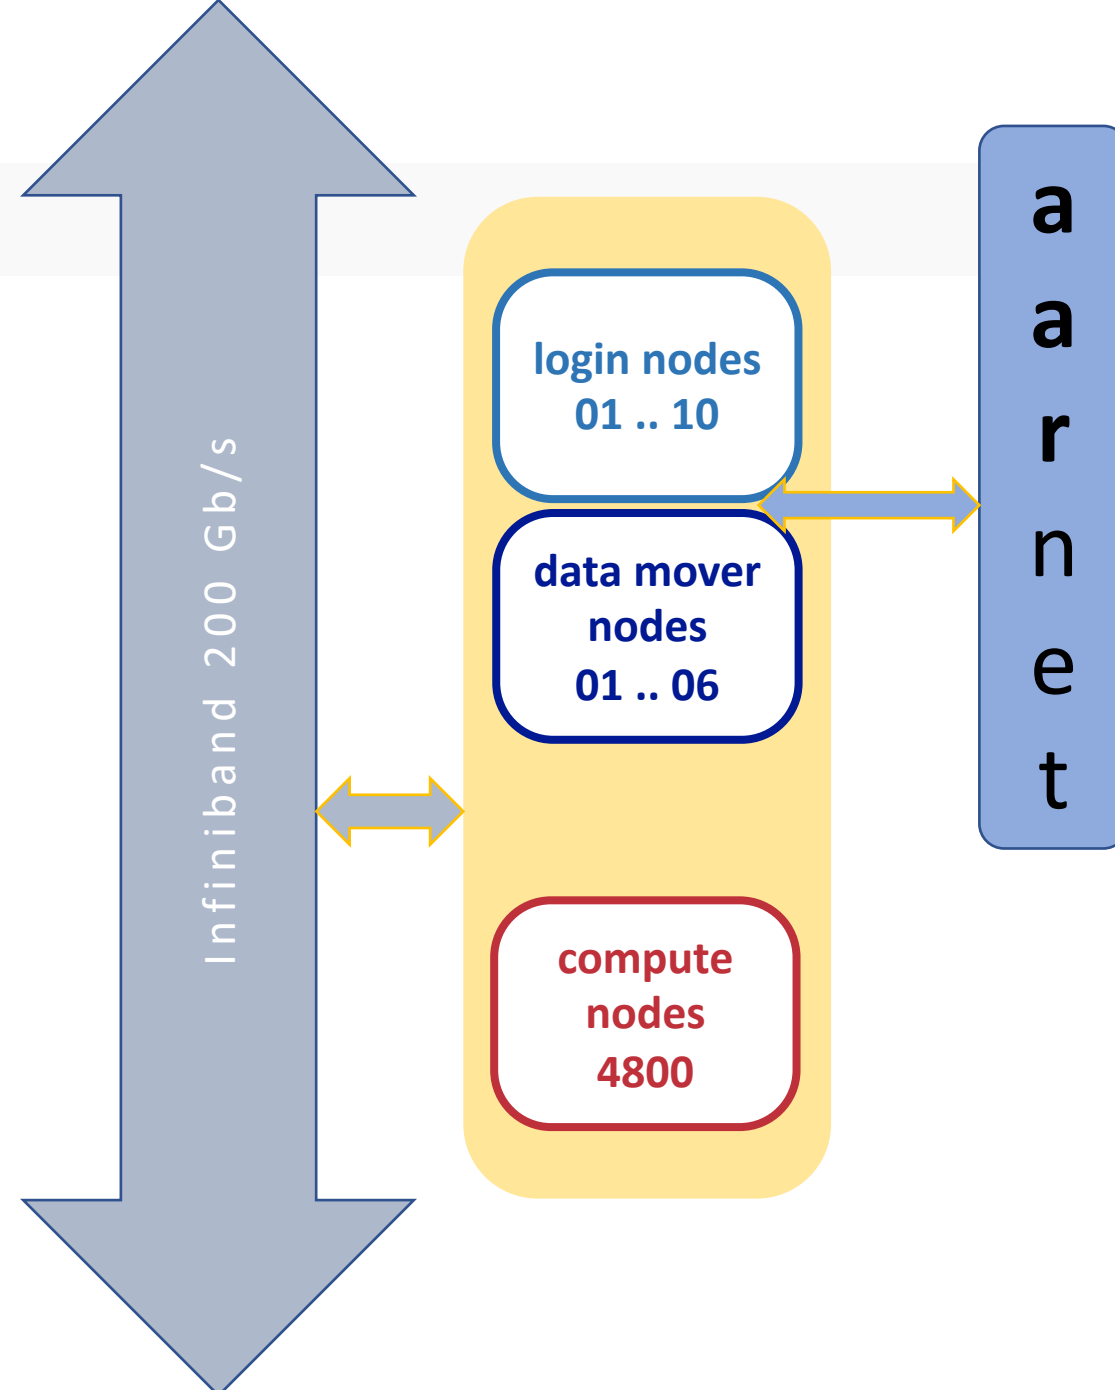 Infiniband 200 Gb/s
login nodes
01 .. 10
data mover
nodes
01 .. 06
compute
nodes
4800
a
a
r
n
e
t